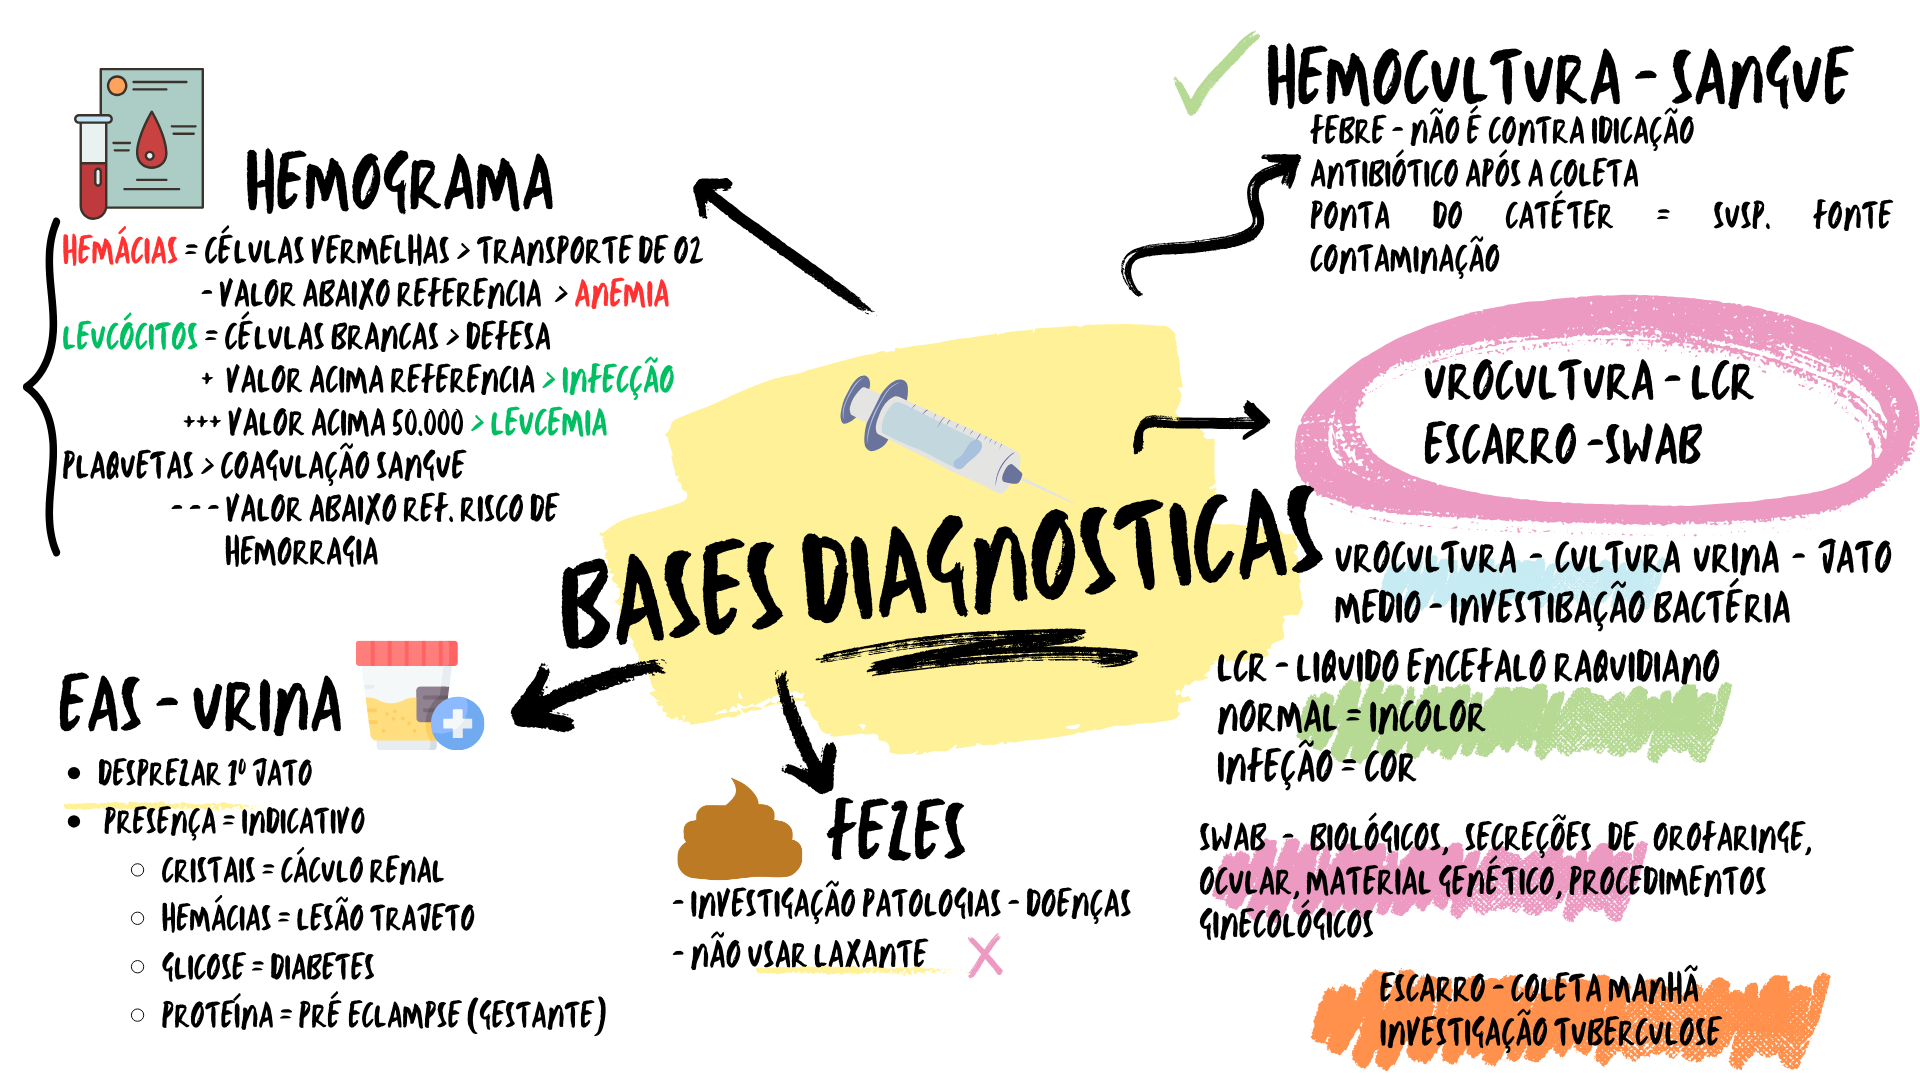 BASES DIAGNOSTICAS
HEMOGRAMA
HEMÁCIAS = CÉLULAS VERMELHAS > TRANSPORTE DE O2
- VALOR ABAIXO REFERENCIA > ANEMIA
LEUCÓCITOS = CÉLULAS BRANCAS > DEFESA
+ VALOR ACIMA REFERENCIA > INFECÇÃO
+++ VALOR ACIMA 50.000 > LEUCEMIA
PLAQUETAS > COAGULAÇÃO SANGUE
- - - VALOR ABAIXO REF. RISCO DE
HEMORRAGIA
HEMOCULTURA - SANGUE
FEBRE - NÃO É CONTRA IDICAÇÃO
ANTIBIÓTICO APÓS A COLETA
PONTA DO CATÉTER = SUSP. FONTE
CONTAMINAÇÃO
UROCULTURA - LCR
ESCARRO -SWAB
UROCULTURA - CULTURA URINA - JATO
MEDIO - INVESTIBAÇÃO BACTÉRIA
LCR - LIQUIDO ENCEFALO RAQUIDIANO
NORMAL = INCOLOR
INFEÇÃO = COR
SWAB - BIOLÓGICOS, SECREÇÕES DE OROFARINGE,
OCULAR, MATERIAL GENÉTICO, PROCEDIMENTOS
GINECOLÓGICOS
ESCARRO - COLETA MANHÃ
INVESTIGAÇÃO TUBERCULOSE
EAS - URINA
• DESPREZAR 1º JATO
• PRESENÇA = INDICATIVO
○ CRISTAIS = CÁCULO RENAL
○ HEMÁCIAS = LESÃO TRAJETO
○ GLICOSE = DIABETES
○ PROTEÍNA = PRÉ ECLAMPSE (GESTANTE)
FEZES
- INVESTIGAÇÃO PATOLOGIAS - DOENÇAS
- NÃO USAR LAXANTE